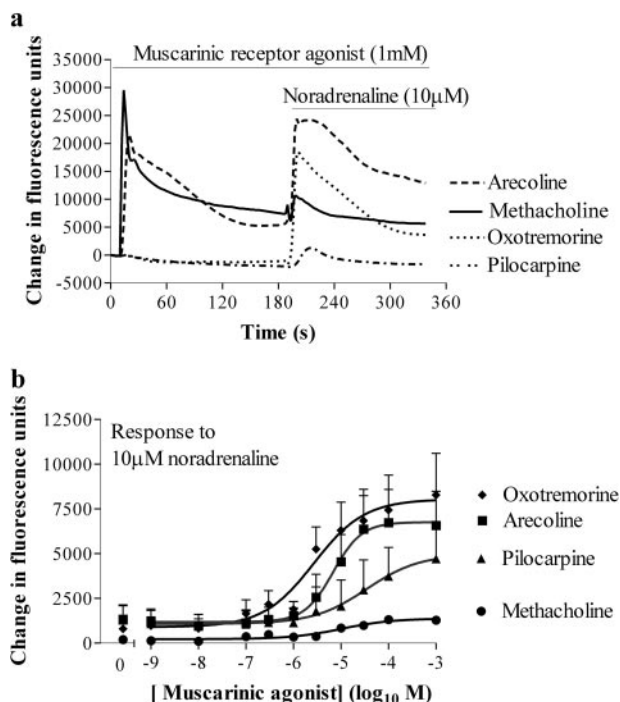 a
Muscarinic receptor agonist (1mM)
Noradrenaline (10μM)
Change in fluorescence units
35000
30000
25000
20000
15000
10000
5000
0
-5000
0 60 120 180 240 300 360
Time (s)
Arecoline
Methacholine
Oxotremorine
Pilocarpine
b
Response to
10μM noradrenaline
Change in fluorescence units
12500
10000
7500
5000
2500
0
0 -9 -8 -7 -6 -5 -4 -3
[ Muscarinic agonist] (log10 M)
Oxotremorine
Arecoline
Pilocarpine
Methacholine